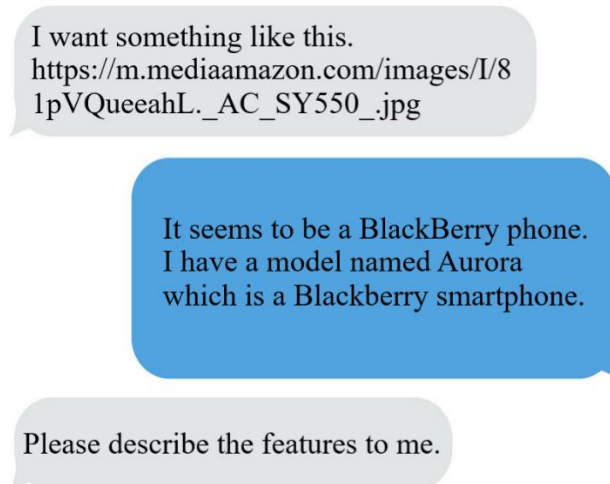 I want something like this.
https://m.mediaamazon.com/images/I/8
1pVQueeahL._AC_SY550_.jpg
It seems to be a BlackBerry phone.
I have a model named Aurora
which is a Blackberry smartphone.
Please describe the features to me.